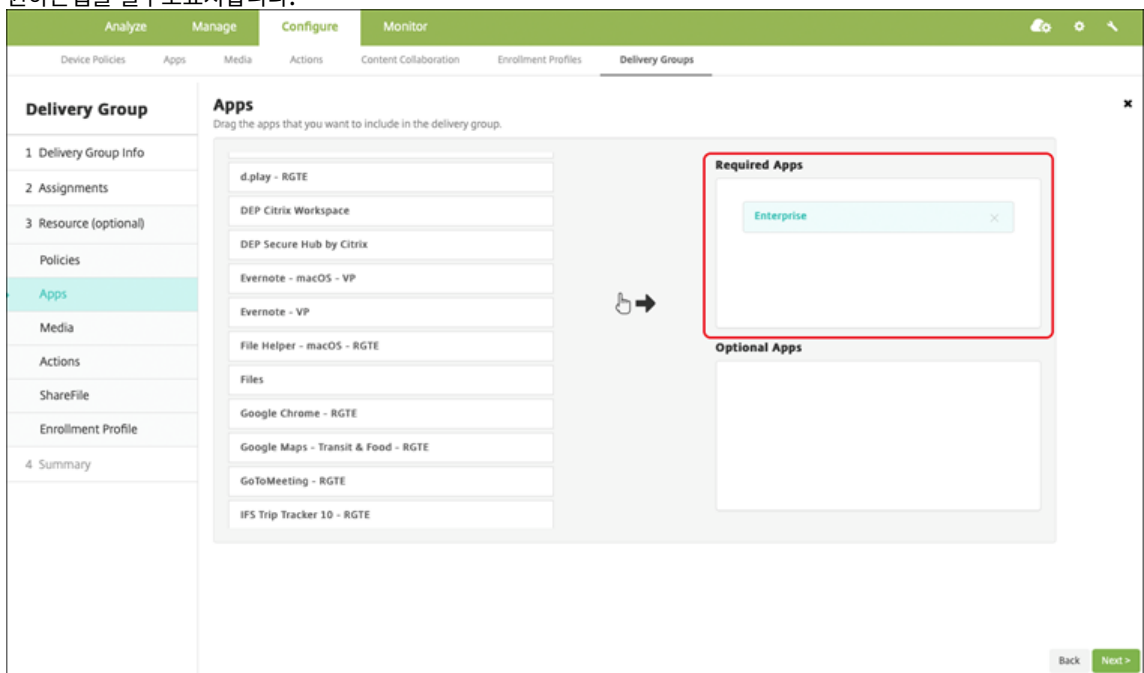 Analyze Manage Configure Monitor
Device Policies Apps Media Actions Content Collaboration Enrollment Profiles Delivery Groups
Delivery Group
1 Delivery Group Info
2 Assignments
3 Resource (optional)
Policies
Apps
Media
Actions
ShareFile
Enrollment Profile
4 Summary
Apps
Drag the apps that you want to include in the delivery group.
d.play - RGTE
DEP Citrix Workspace
DEP Secure Hub by Citrix
Evernote - macOS - VP
Evernote - VP
File Helper - macOS - RGTE
Files
Google Chrome - RGTE
Google Maps - Transit & Food - RGTE
GoToMeeting - RGTE
IFS Trip Tracker 10 - RGTE
Required Apps
Enterprise
Optional Apps
Back Next >